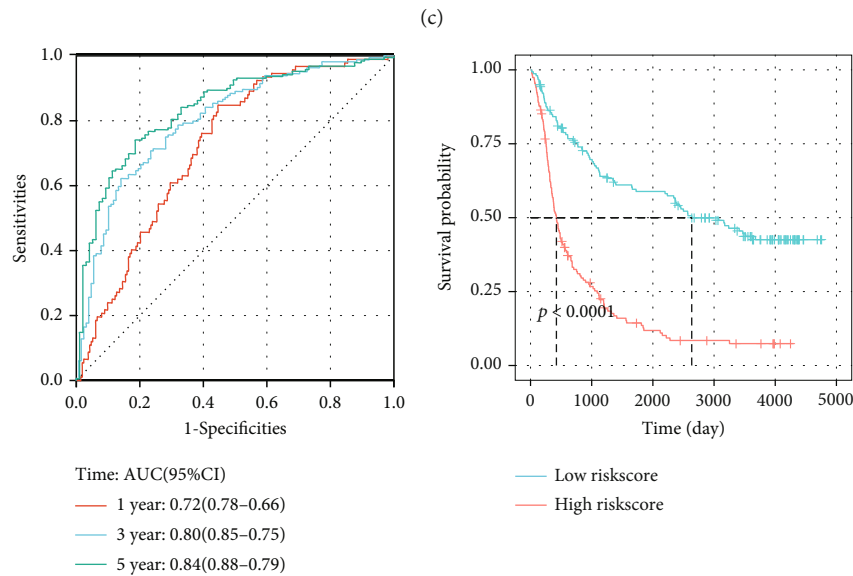 (c)
1.0
0.8
0.6
0.4
0.2
0.0
Sensitivities
0.0 0.2 0.4 0.6 0.8 1.0
1-Specificities
Time: AUC(95%CI)
1 year: 0.72(0.78–0.66)
3 year: 0.80(0.85–0.75)
5 year: 0.84(0.88–0.79)
1.00
0.75
0.50
0.25
0.00
Survival probability
p < 0.0001
0 1000 2000 3000 4000 5000
Time (day)
Low riskscore
High riskscore